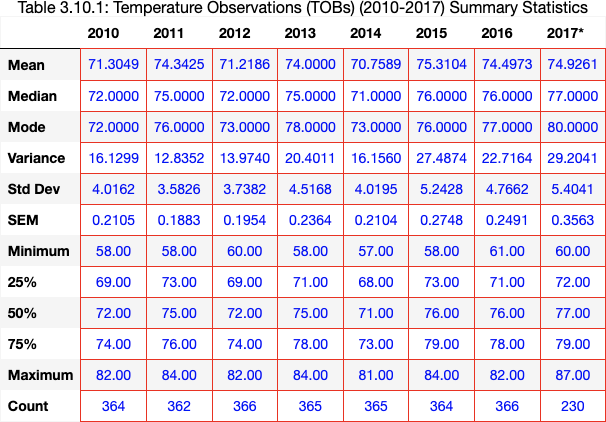 Table 3.10.1: Temperature Observations (TOBs) (2010-2017) Summary Statistics
2010 2011 2012 2013 2014 2015 2016 2017*
Mean 71.3049 74.3425 71.2186 74.0000 70.7589 75.3104 74.4973 74.9261
Median 72.0000 75.0000 72.0000 75.0000 71.0000 76.0000 76.0000 77.0000
Mode 72.0000 76.0000 73.0000 78.0000 73.0000 76.0000 77.0000 80.0000
Variance 16.1299 12.8352 13.9740 20.4011 16.1560 27.4874 22.7164 29.2041
Std Dev 4.0162 3.5826 3.7382 4.5168 4.0195 5.2428 4.7662 5.4041
SEM 0.2105 0.1883 0.1954 0.2364 0.2104 0.2748 0.2491 0.3563
Minimum 58.00 58.00 60.00 58.00 57.00 58.00 61.00 60.00
25% 69.00 73.00 69.00 71.00 68.00 73.00 71.00 72.00
50% 72.00 75.00 72.00 75.00 71.00 76.00 76.00 77.00
75% 74.00 76.00 74.00 78.00 73.00 79.00 78.00 79.00
Maximum 82.00 84.00 82.00 84.00 81.00 84.00 82.00 87.00
Count 364 362 366 365 365 364 366 230